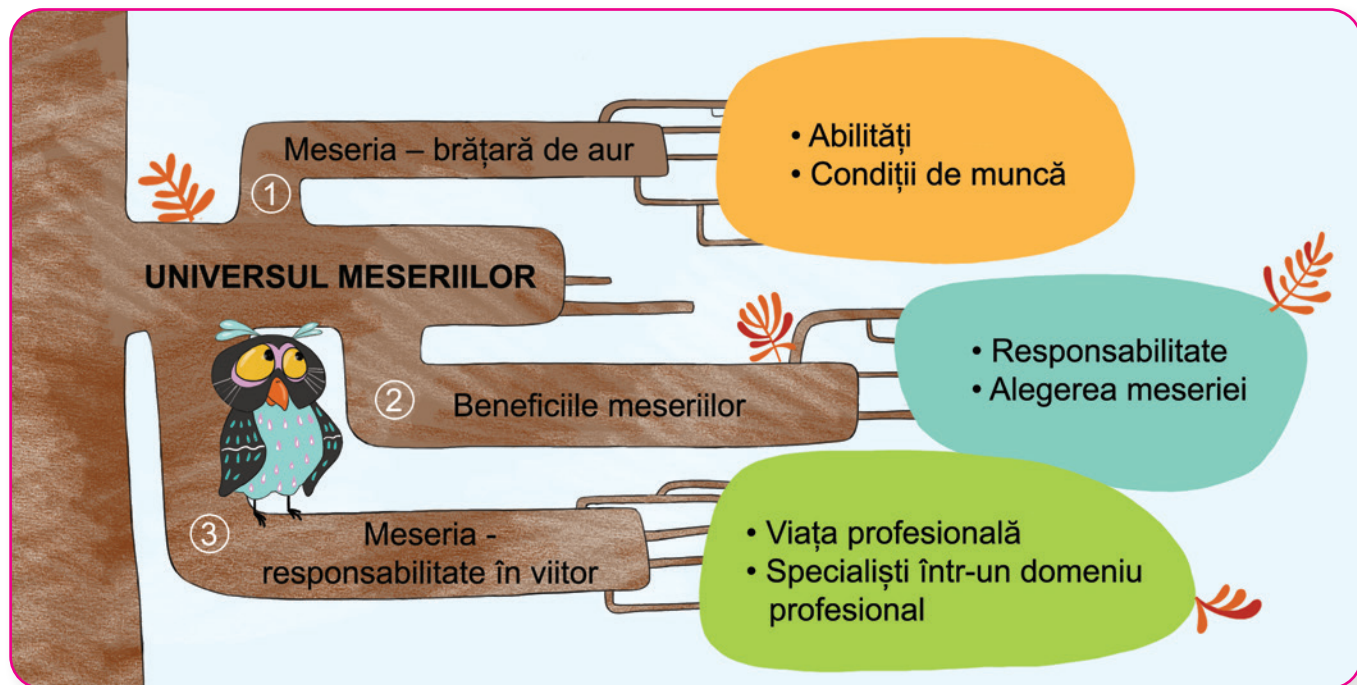 Meseria – brățară de aur
1
• Abilități
• Condiții de muncă
UNIVERSUL MESERIILOR
2
Beneficiile meseriilor
• Responsabilitate
• Alegerea meseriei
3
Meseria -
responsabilitate în viitor
• Viața profesională
• Specialiști într-un domeniu
profesional